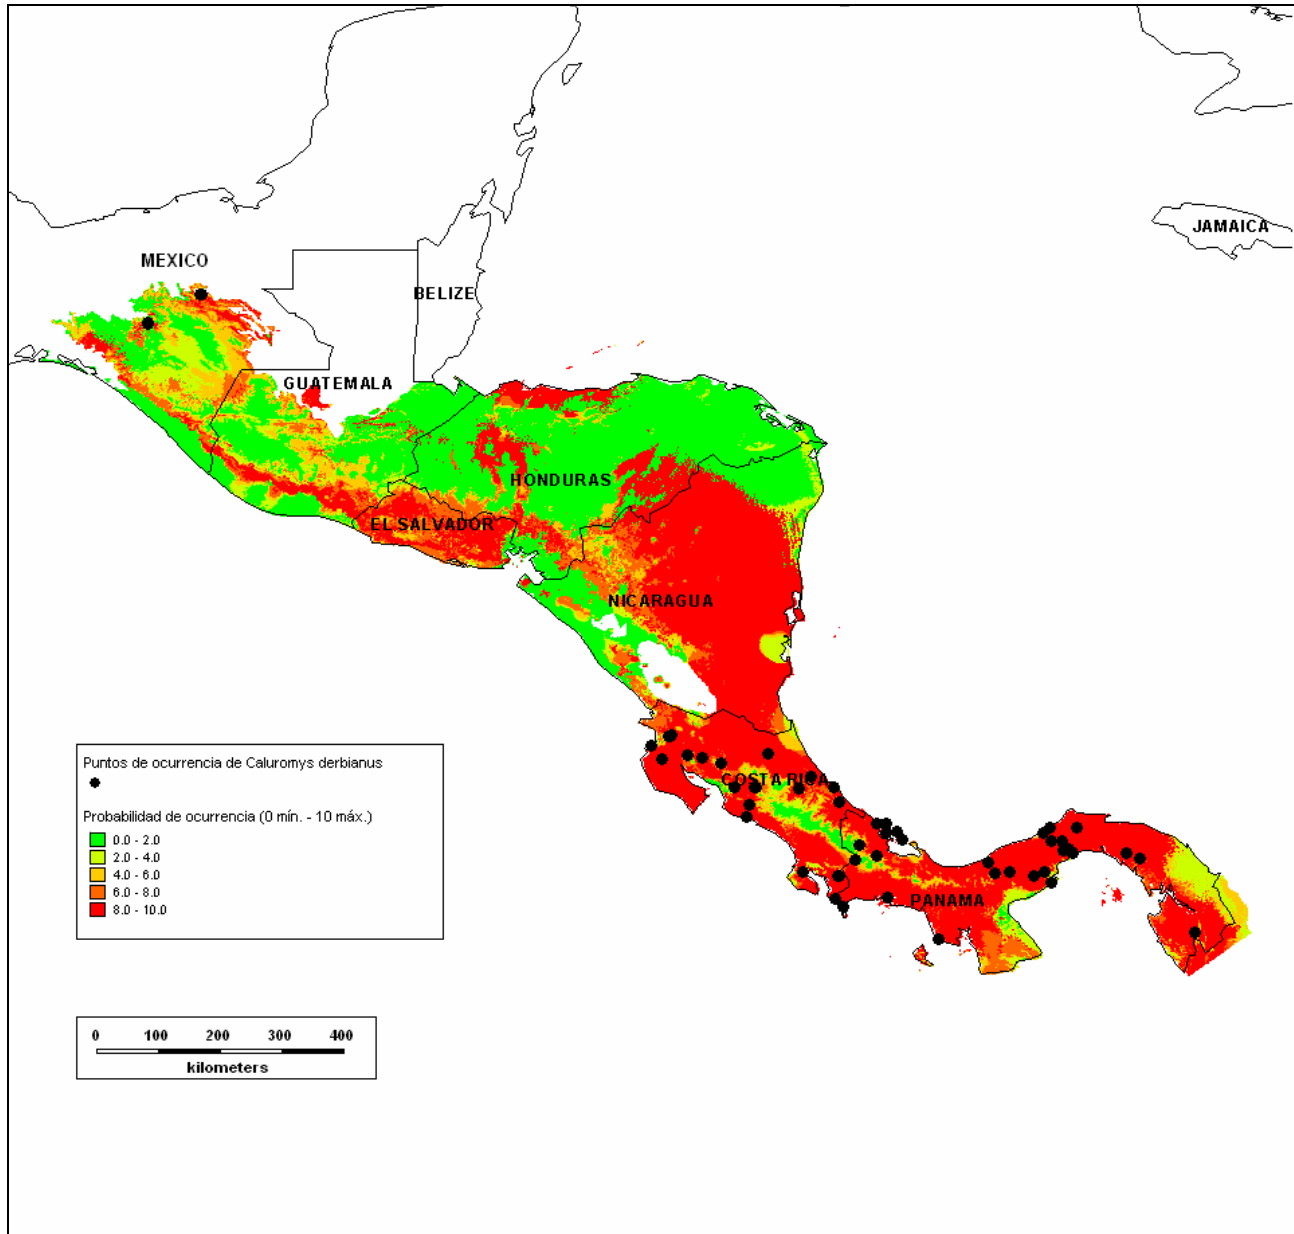 JAMAICA
MEXICO
BELIZE
GUATEMALA
HONDURAS
EL SALVADOR
NICARAGUA
COSTA RICA
PANAMA
Puntos de ocurrencia de Caluromys derbianus
Probabilidad de ocurrencia (0 mín. - 10 máx.)
0.0 - 2.0
2.0 - 4.0
4.0 - 6.0
6.0 - 8.0
8.0 - 10.0
0 100 200 300 400
kilometers